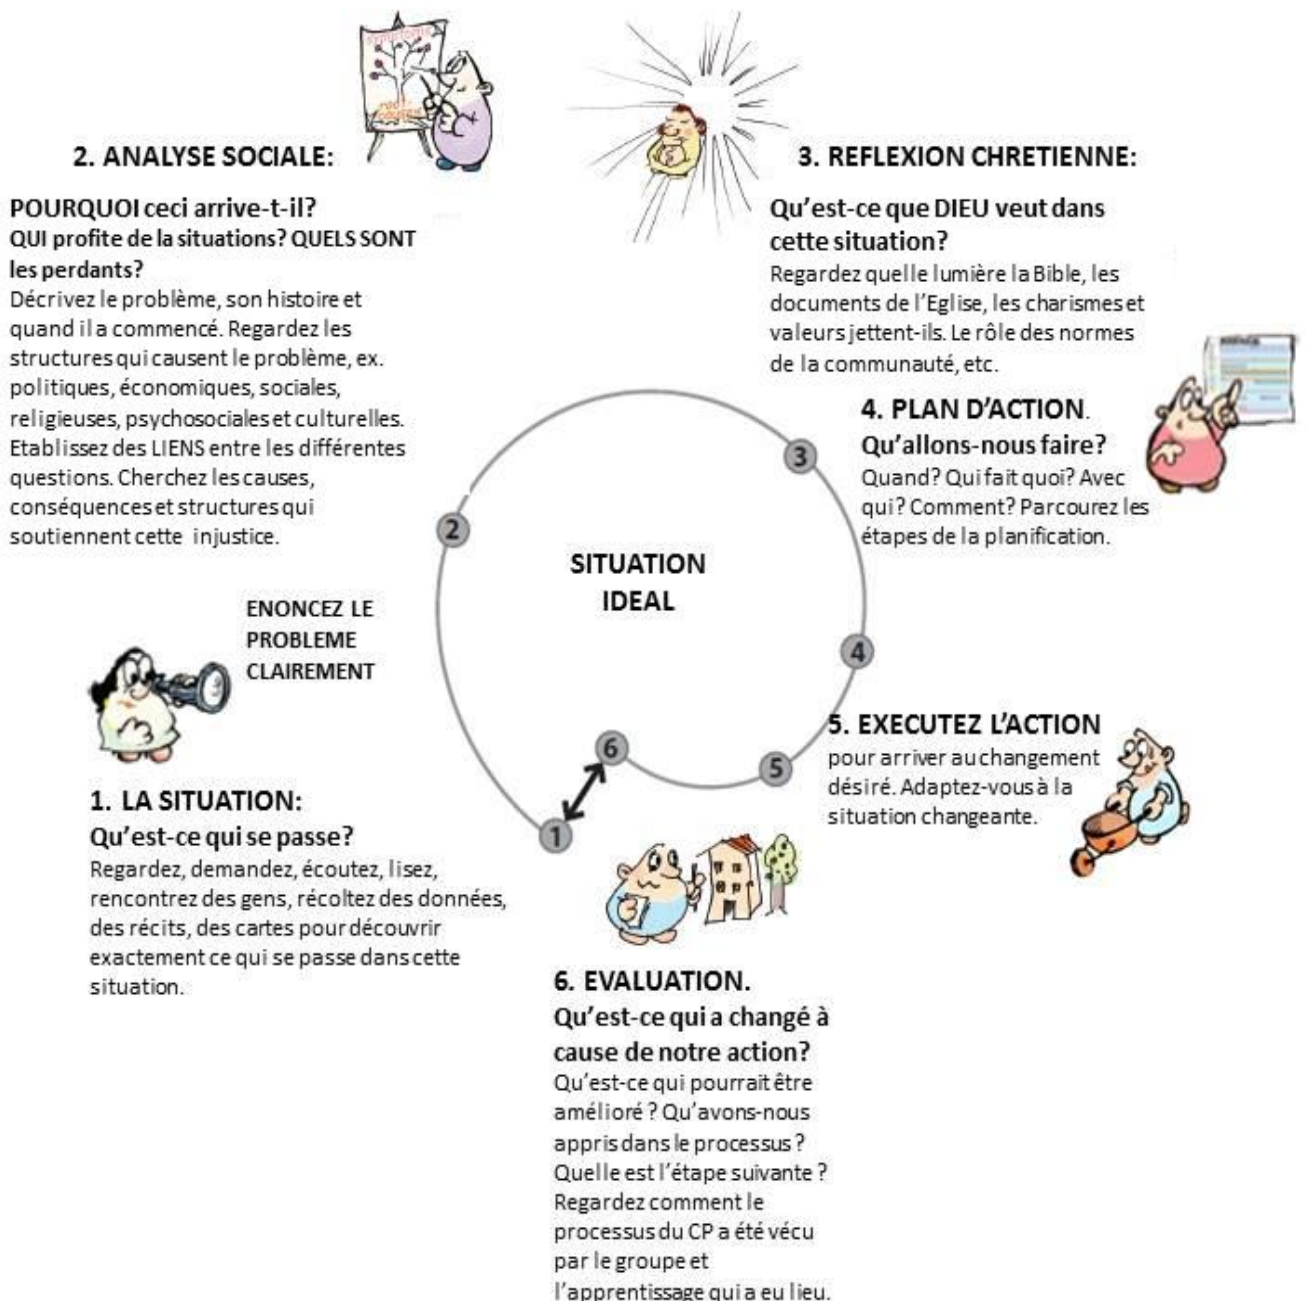 symptoms
root
causes
2. ANALYSE SOCIALE:
POURQUOI ceci arrive-t-il?
QUI profite de la situations? QUELS SONT
les perdants?
Décrivez le problème, son histoire et
quand il a commencé. Regardez les
structures qui causent le problème, ex.
politiques, économiques, sociales,
religieuses, psychosociales et culturelles.
Etablissez des LIENS entre les différentes
questions. Cherchez les causes,
conséquences et structures qui
soutiennent cette injustice.
3. REFLEXION CHRETIENNE:
Qu'est-ce que DIEU veut dans
cette situation?
Regardez quelle lumière la Bible, les
documents de l'Eglise, les charismes et
valeurs jettent-ils. Le rôle des normes
de la communauté, etc.
4. PLAN D'ACTION.
Qu'allons-nous faire?
Quand? Qui fait quoi? Avec
qui? Comment? Parcourez les
étapes de la planification.
3
2
SITUATION
IDEAL
4
6
5
1
ENONCEZ LE
PROBLEME
CLAIREMENT
1. LA SITUATION:
Qu'est-ce qui se passe?
Regardez, demandez, écoutez, lisez,
rencontrez des gens, récoltez des données,
des récits, des cartes pour découvrir
exactement ce qui se passe dans cette
situation.
5. EXECUTEZ L'ACTION
pour arriver au changement
désiré. Adaptez-vous à la
situation changeante.
6. EVALUATION.
Qu'est-ce qui a changé à
cause de notre action?
Qu'est-ce qui pourrait être
amélioré ? Qu'avons-nous
appris dans le processus ?
Quelle est l'étape suivante ?
Regardez comment le
processus du CP a été vécu
par le groupe et
l'apprentissage qui a eu lieu.